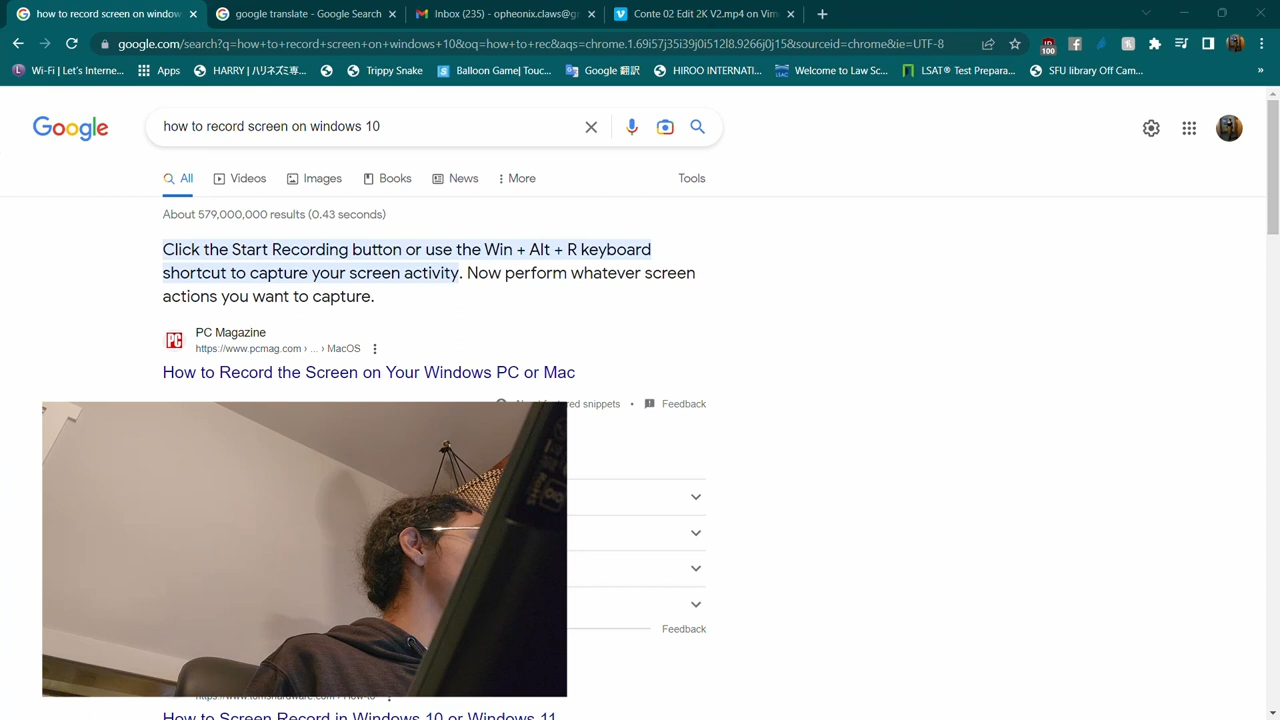 how to record screen on window
google translate - Google Search
Inbox (235) - opheonix.claws@g
Conte 02 Edit 2K V2.mp4 on Vim
google.com/search?q=how+to+record+screen+on+windows+10&oq=how+to+rec&aqs=chrome.1.69i57j35i39j0i512l8.9266j0j15&sourceid=chrome&ie=UTF-8
100
Wi-Fi | Let's Interne...
Apps
HARRY | ハリネズミ専...
Trippy Snake
Balloon Game| Touc...
Google 翻訳
HIROO INTERNATI...
Welcome to Law Sc...
LSAT® Test Prepara...
SFU library Off Cam...
»
Google
how to record screen on windows 10
All
Videos
Images
Books
News
More
Tools
About 579,000,000 results (0.43 seconds)
Click the Start Recording button or use the Win + Alt + R keyboard
shortcut to capture your screen activity. Now perform whatever screen
actions you want to capture.
PC
PC Magazine
https://www.pcmag.com › ... › MacOS
How to Record the Screen on Your Windows PC or Mac
snippets • Feedback
Feedback
How to Screen Record in Windows 10 or Windows 11